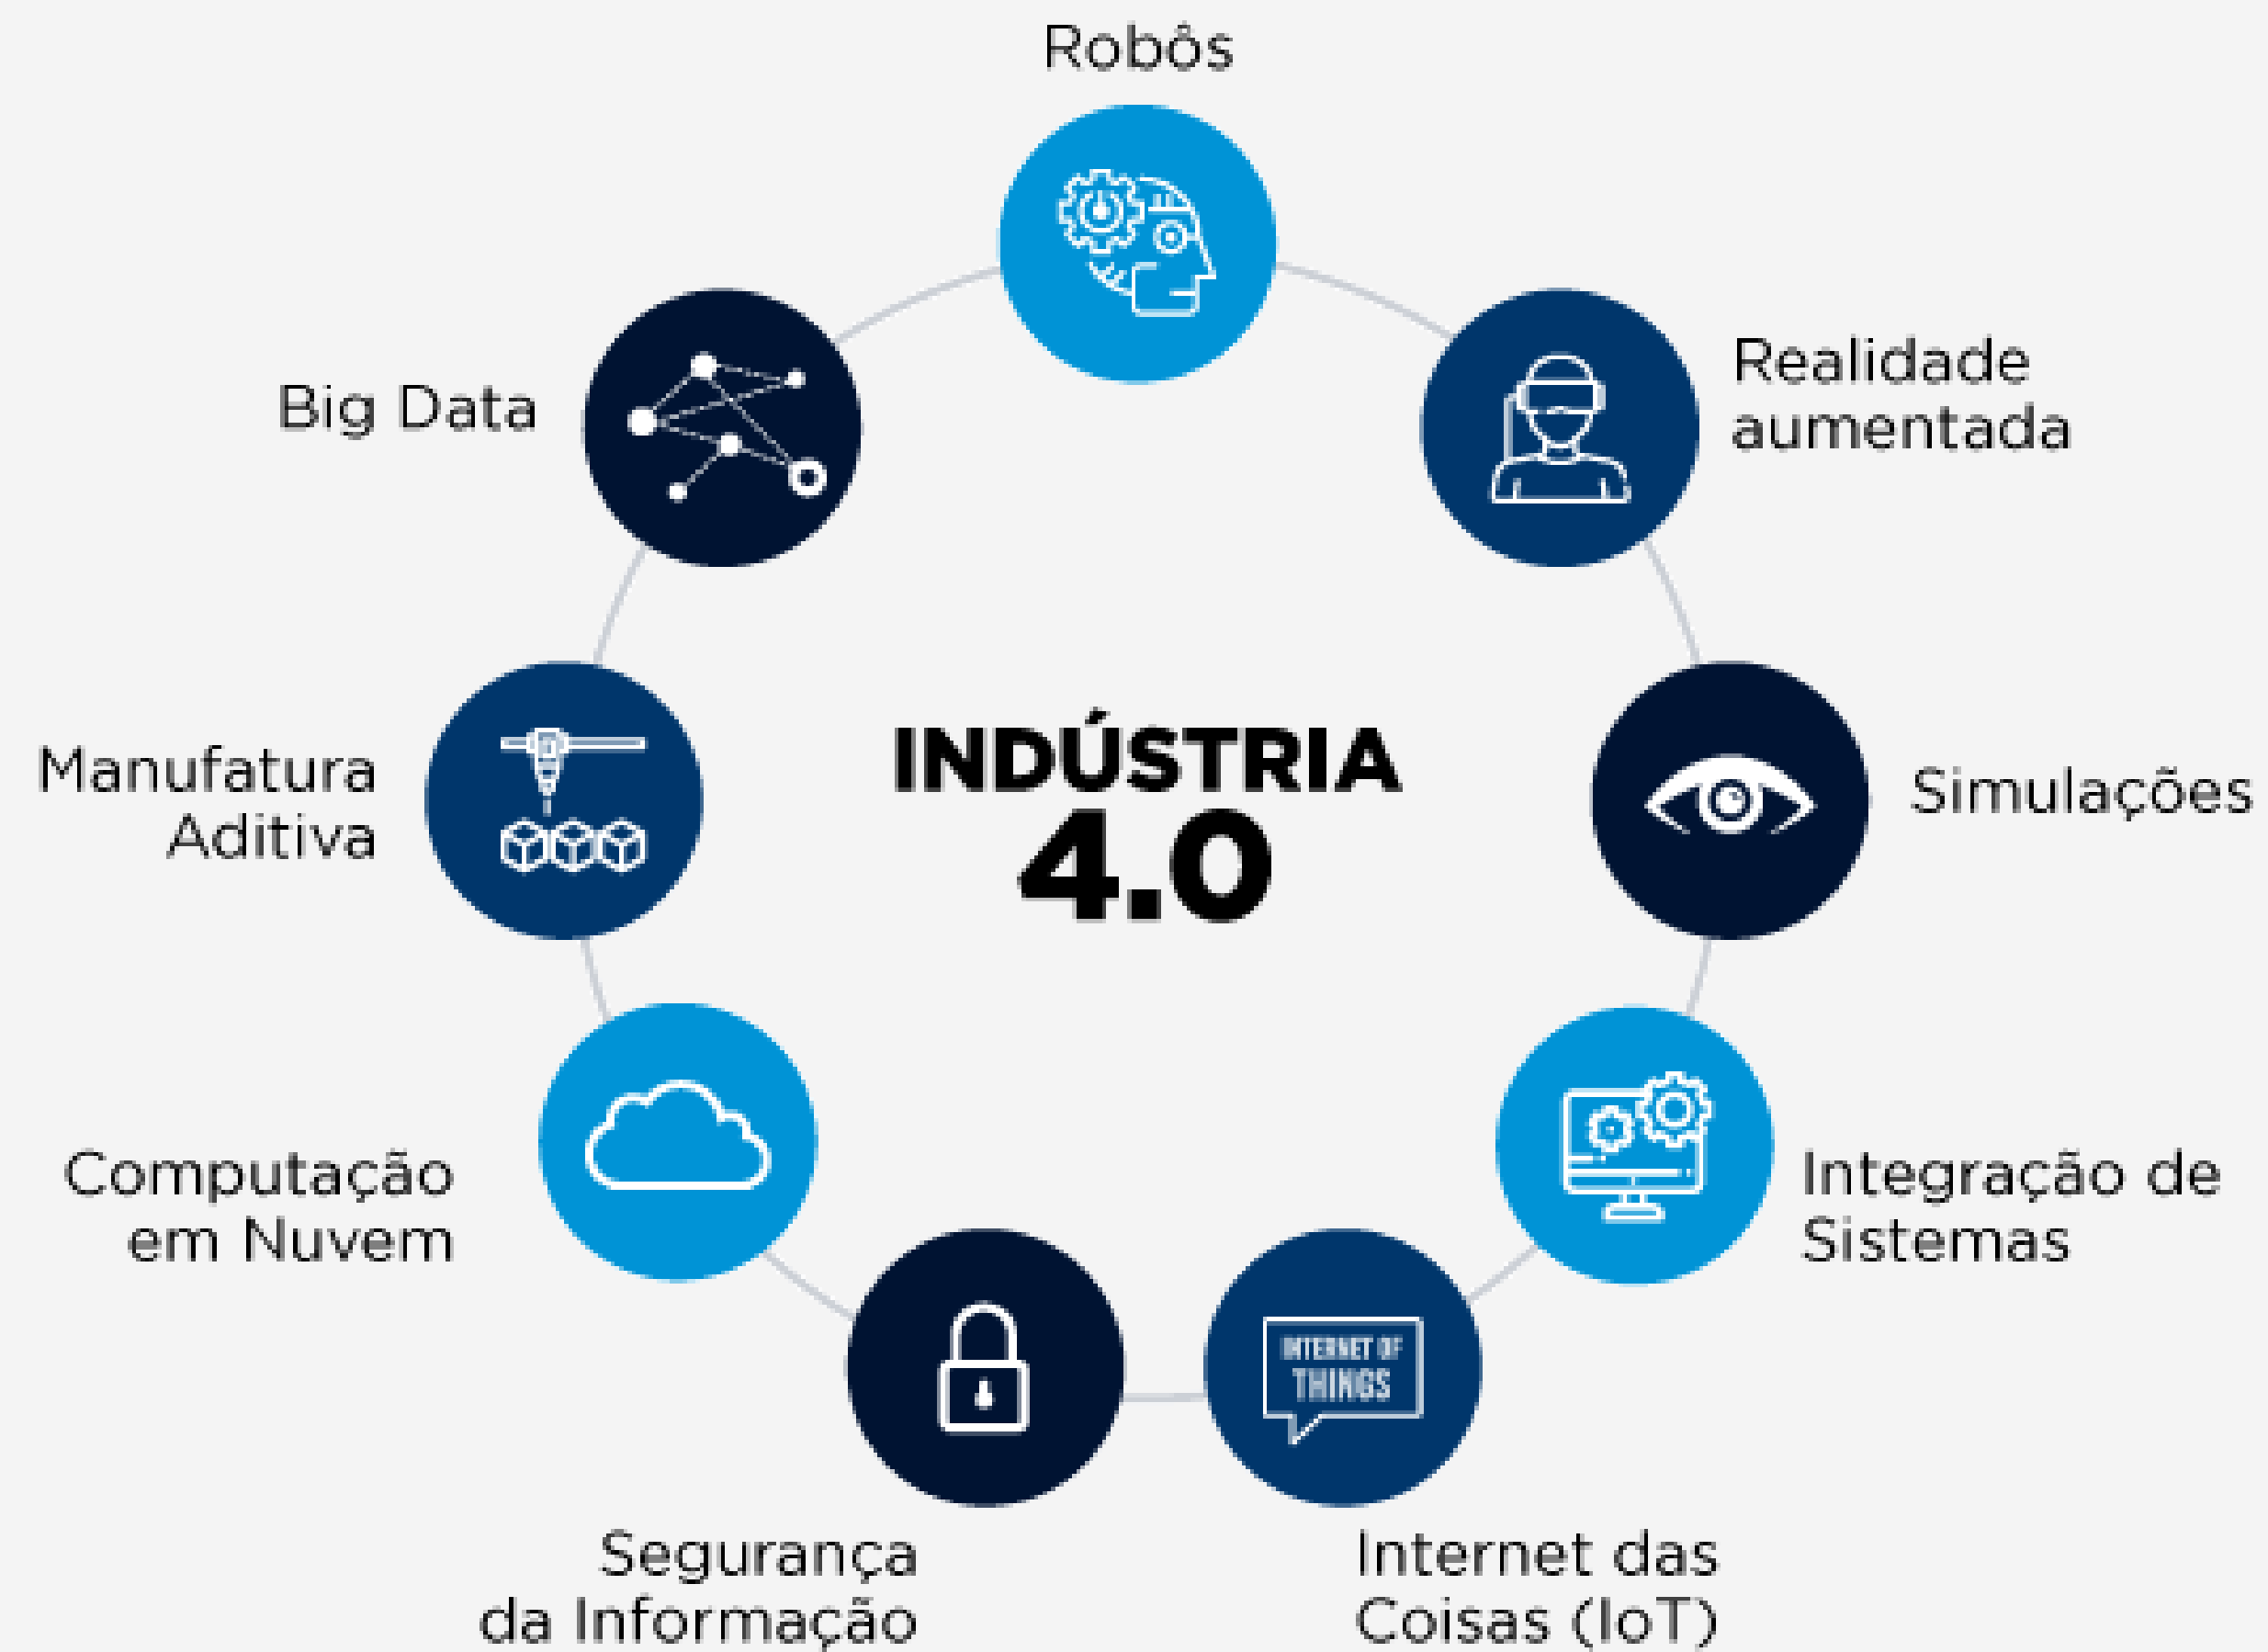 Robôs
Big Data
Realidade
aumentada
Manufatura
Aditiva
INDÚSTRIA
4.0
Simulações
Computação
em Nuvem
Integração de
Sistemas
INTERNET OF
THINGS
Segurança
da Informação
Internet das
Coisas (IoT)